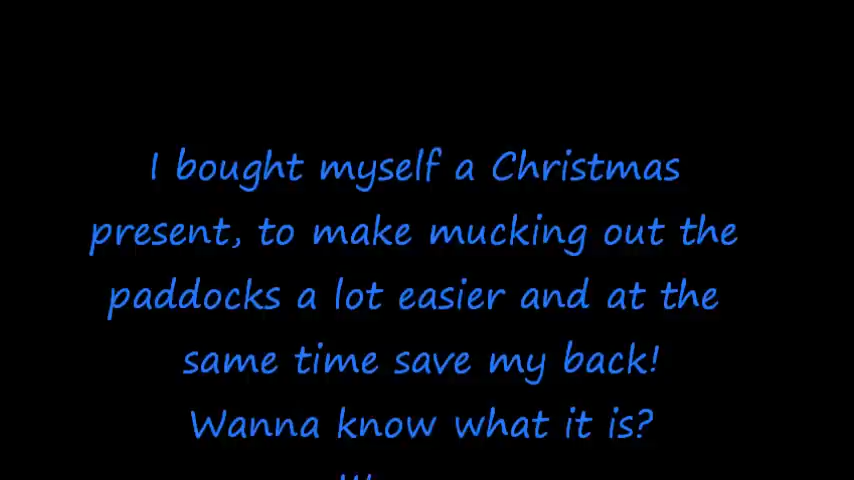 I bought myself a Christmas
present, to make mucking out the
paddocks a lot easier and at the
same time save my back!
Wanna know what it is?